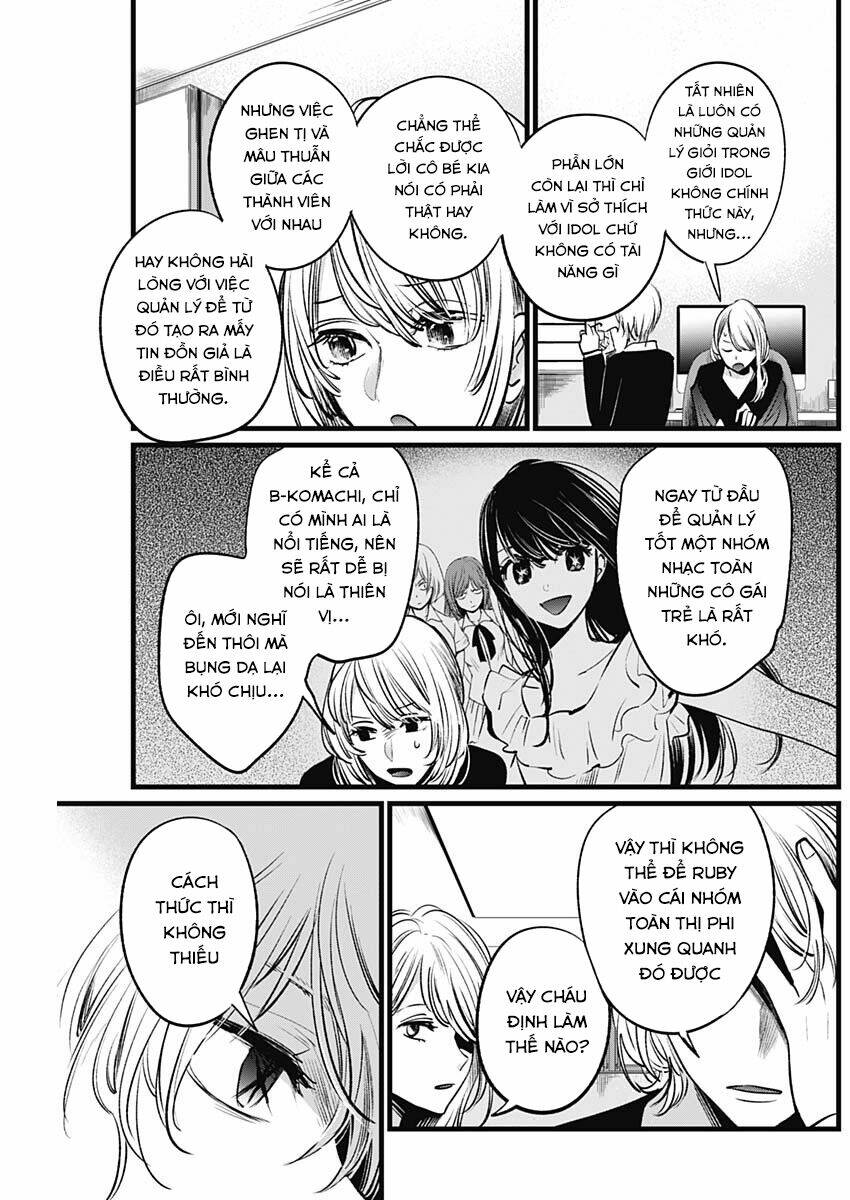 TẤT NHIÊN
LÀ LUÔN CÓ
NHỮNG QUẢN
LÝ GIỎI TRONG
GIỚI IDOL
KHÔNG CHÍNH
THỨC NÀY,
NHƯNG...
PHẦN LỚN
CÒN LẠI THÌ CHỈ
LÀM VÌ SỞ THÍCH
VỚI IDOL CHỨ
KHÔNG CÓ TÀI
NĂNG GÌ
CHẲNG THỂ
CHẮC ĐƯỢC
LỜI CÔ BÉ KIA
NÓI CÓ PHẢI
THẬT HAY
KHÔNG.
NHƯNG VIỆC
GHEN TỊ VÀ
MÂU THUẪN
GIỮA CÁC
THÀNH VIÊN
VỚI NHAU
HAY KHÔNG HÀI
LÒNG VỚI VIỆC
QUẢN LÝ ĐỂ TỪ
ĐÓ TẠO RA MẤY
TIN ĐỒN GIẢ LÀ
ĐIỀU RẤT BÌNH
THƯỜNG.
NGAY TỪ ĐẦU
ĐỂ QUẢN LÝ
TỐT MỘT NHÓM
NHẠC TOÀN
NHỮNG CÔ GÁI
TRẺ LÀ RẤT
KHÓ.
KỂ CẢ
B-KOMACHI, CHỈ
CÓ MÌNH AI LÀ
NỔI TIẾNG, NÊN
SẼ RẤT DỄ BỊ
NÓI LÀ THIÊN
VỊ...
ÔI, MỚI NGHĨ
ĐẾN THÔI MÀ
BỤNG DẠ LẠI
KHÓ CHỊU...
VẬY THÌ KHÔNG
THỂ ĐỂ RUBY
VÀO CÁI NHÓM
TOÀN THỊ PHI
XUNG QUANH
ĐÓ ĐƯỢC
VẬY CHÁU
ĐỊNH LÀM
THẾ NÀO?
CÁCH
THỨC THÌ
KHÔNG
THIẾU